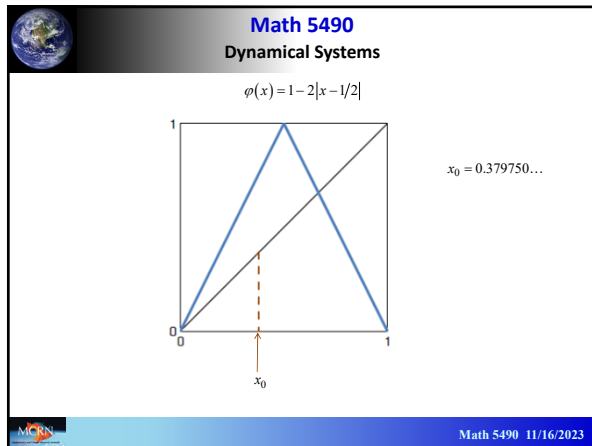 Math 5490
Dynamical Systems
φ(x) = 1 − 2|x − 1/2|
1
x₀ = 0.379750…
0
0
1
x₀
MCRN
Math 5490 11/16/2023